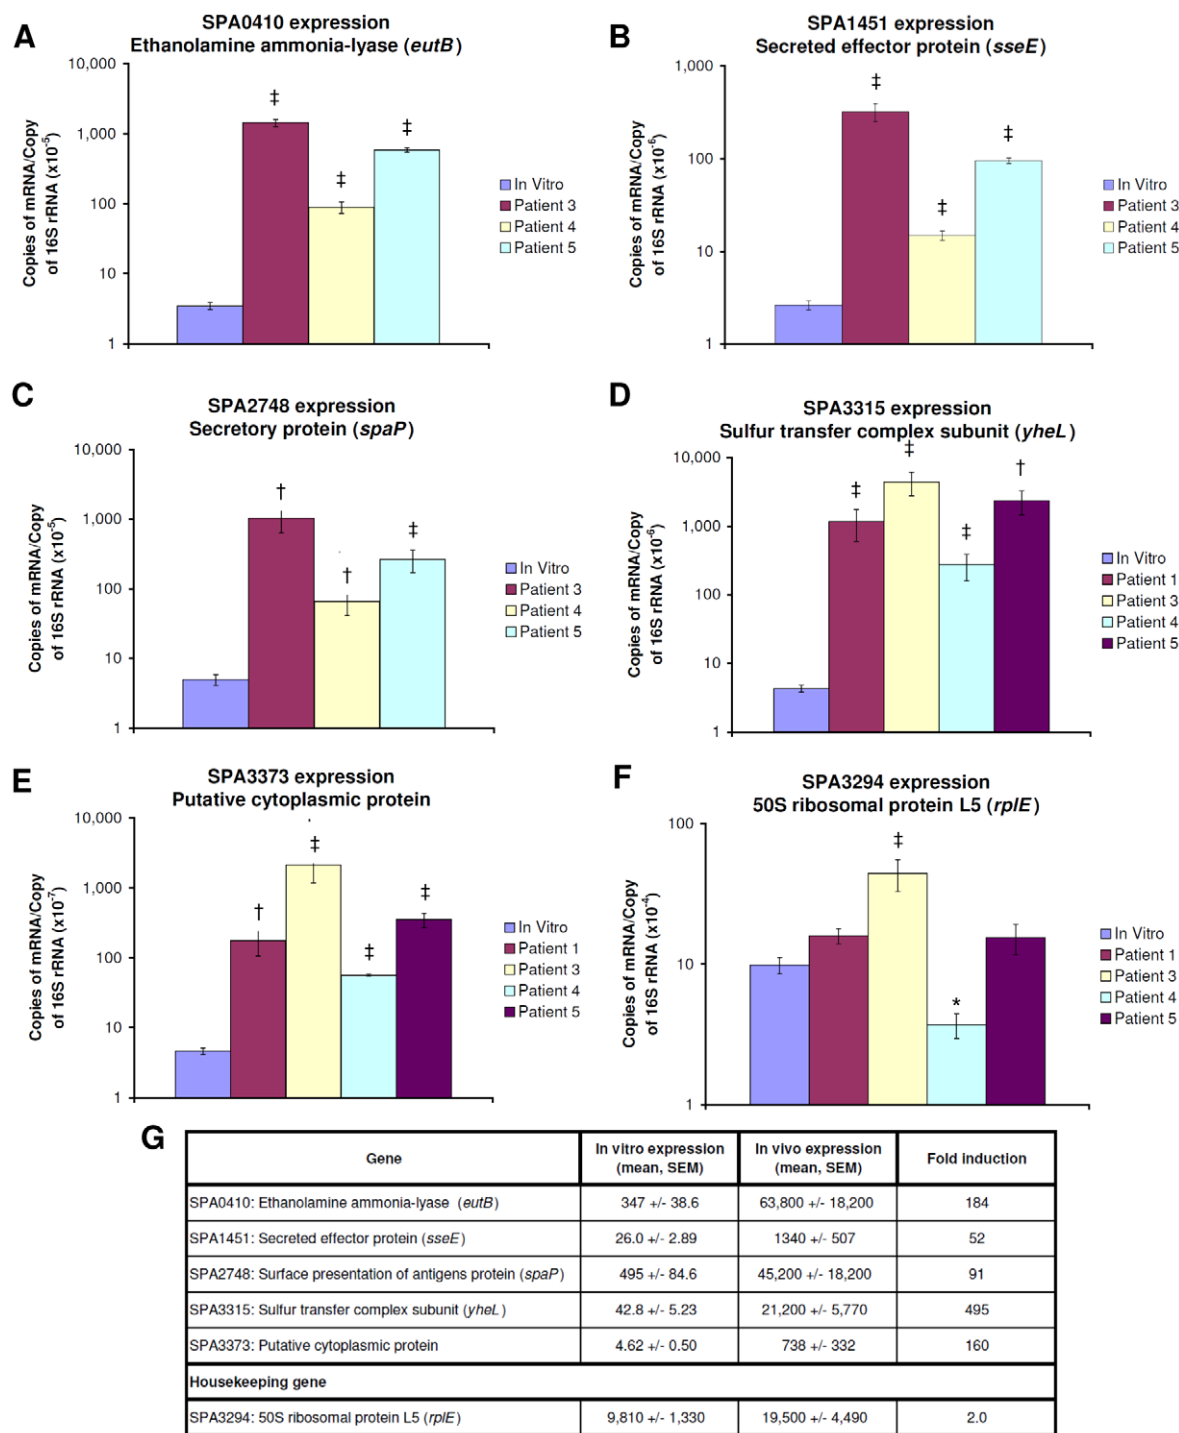 A
SPA0410 expression
Ethanolamine ammonia-lyase (eutB)
Copies of mRNA/Copy
of 16S rRNA (x10⁻⁵)
10,000
1,000
100
10
1
‡
‡
‡
In Vitro
Patient 3
Patient 4
Patient 5
B
SPA1451 expression
Secreted effector protein (sseE)
Copies of mRNA/Copy
of 16S rRNA (x10⁻⁶)
1,000
100
10
1
‡
‡
‡
In Vitro
Patient 3
Patient 4
Patient 5
C
SPA2748 expression
Secretory protein (spaP)
Copies of mRNA/Copy
of 16S rRNA (x10⁻⁵)
10,000
1,000
100
10
1
†
†
‡
In Vitro
Patient 3
Patient 4
Patient 5
D
SPA3315 expression
Sulfur transfer complex subunit (yheL)
Copies of mRNA/Copy
of 16S rRNA (x10⁻⁶)
10,000
1,000
100
10
1
‡
‡
‡
†
In Vitro
Patient 1
Patient 3
Patient 4
Patient 5
E
SPA3373 expression
Putative cytoplasmic protein
Copies of mRNA/Copy
of 16S rRNA (x10⁻⁷)
10,000
1,000
100
10
1
†
‡
‡
‡
In Vitro
Patient 1
Patient 3
Patient 4
Patient 5
F
SPA3294 expression
50S ribosomal protein L5 (rplE)
Copies of mRNA/Copy
of 16S rRNA (x10⁻⁴)
100
10
1
‡
*
In Vitro
Patient 1
Patient 3
Patient 4
Patient 5
G
Gene In vitro expression (mean, SEM) In vivo expression (mean, SEM) Fold induction
SPA0410: Ethanolamine ammonia-lyase (eutB) 347 +/- 38.6 63,800 +/- 18,200 184
SPA1451: Secreted effector protein (sseE) 26.0 +/- 2.89 1340 +/- 507 52
SPA2748: Surface presentation of antigens protein (spaP) 495 +/- 84.6 45,200 +/- 18,200 91
SPA3315: Sulfur transfer complex subunit (yheL) 42.8 +/- 5.23 21,200 +/- 5,770 495
SPA3373: Putative cytoplasmic protein 4.62 +/- 0.50 738 +/- 332 160
Housekeeping gene
SPA3294: 50S ribosomal protein L5 (rplE) 9,810 +/- 1,330 19,500 +/- 4,490 2.0